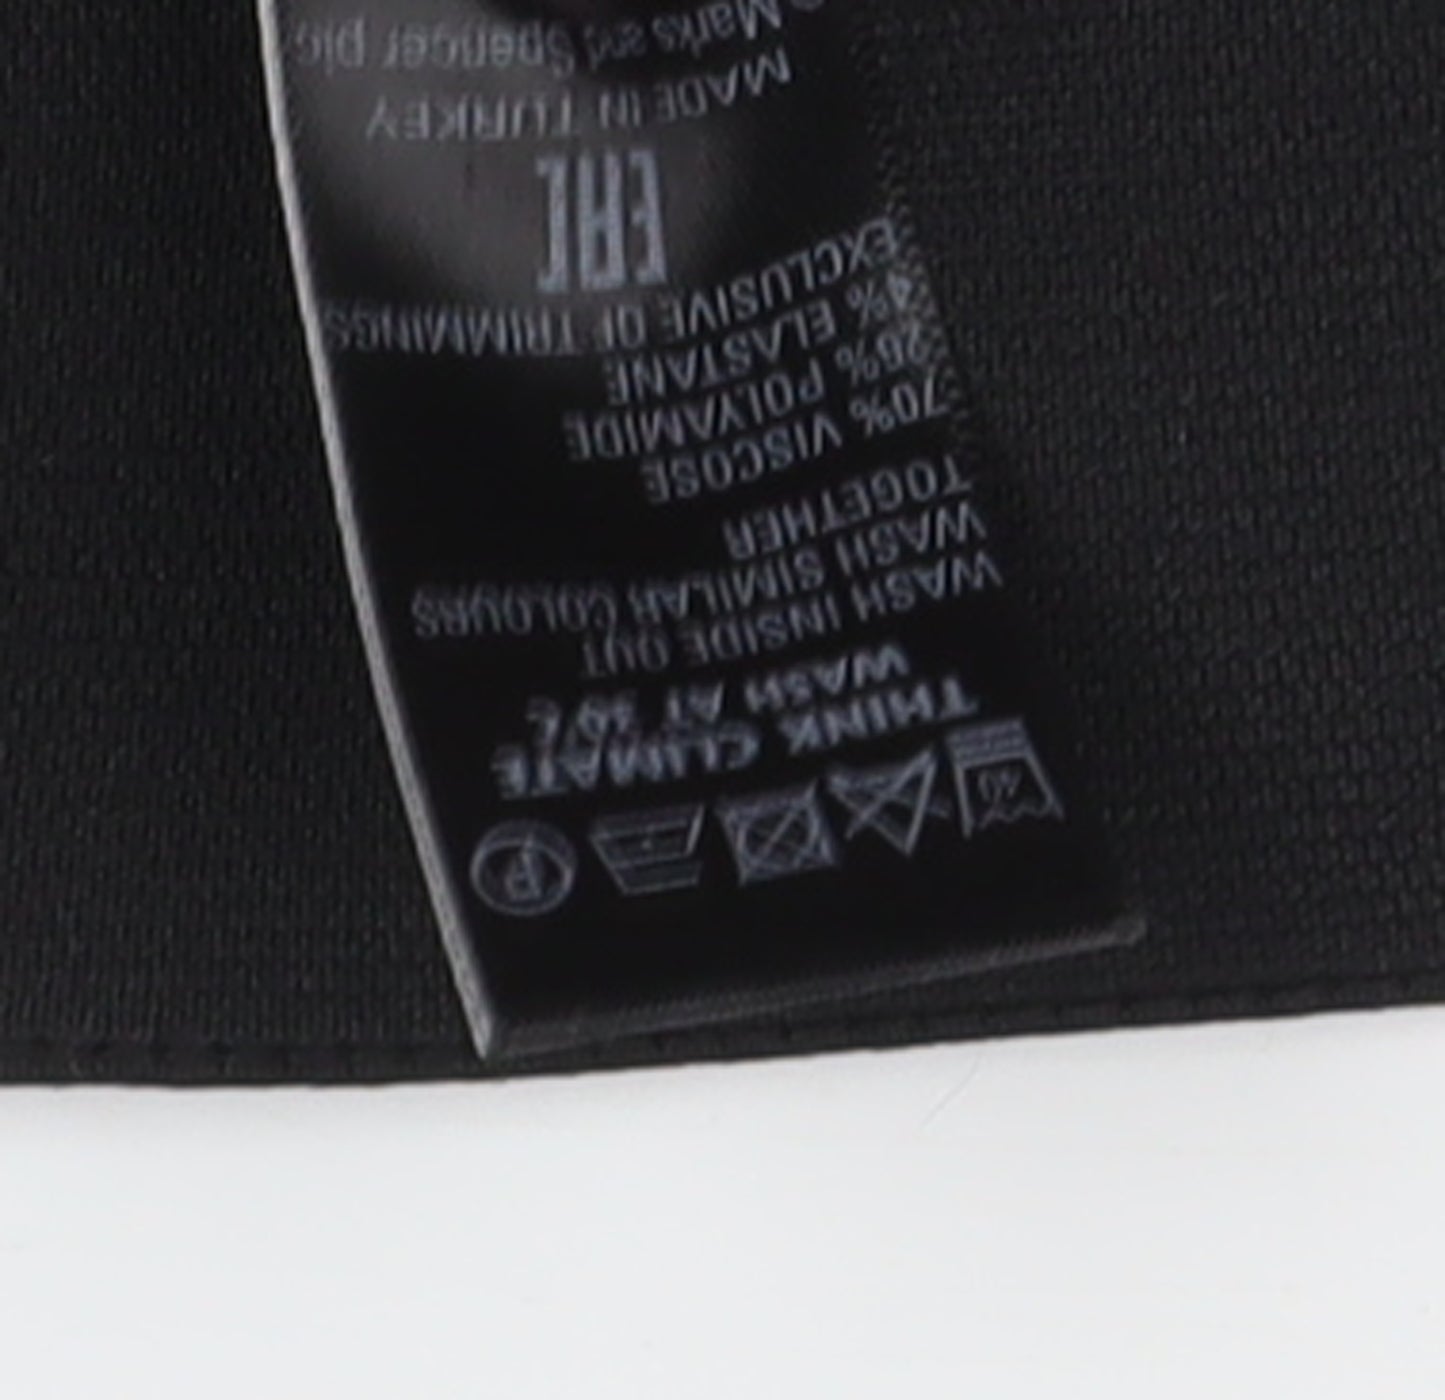 40
P
THINK CLIMATE
WASH AT 30°C
WASH INSIDE OUT
WASH SIMILAR COLOURS
TOGETHER
70% VISCOSE
26% POLYAMIDE
4% ELASTANE
EXCLUSIVE OF TRIMMINGS
EAC
MADE IN TURKEY
© Marks and Spencer plc